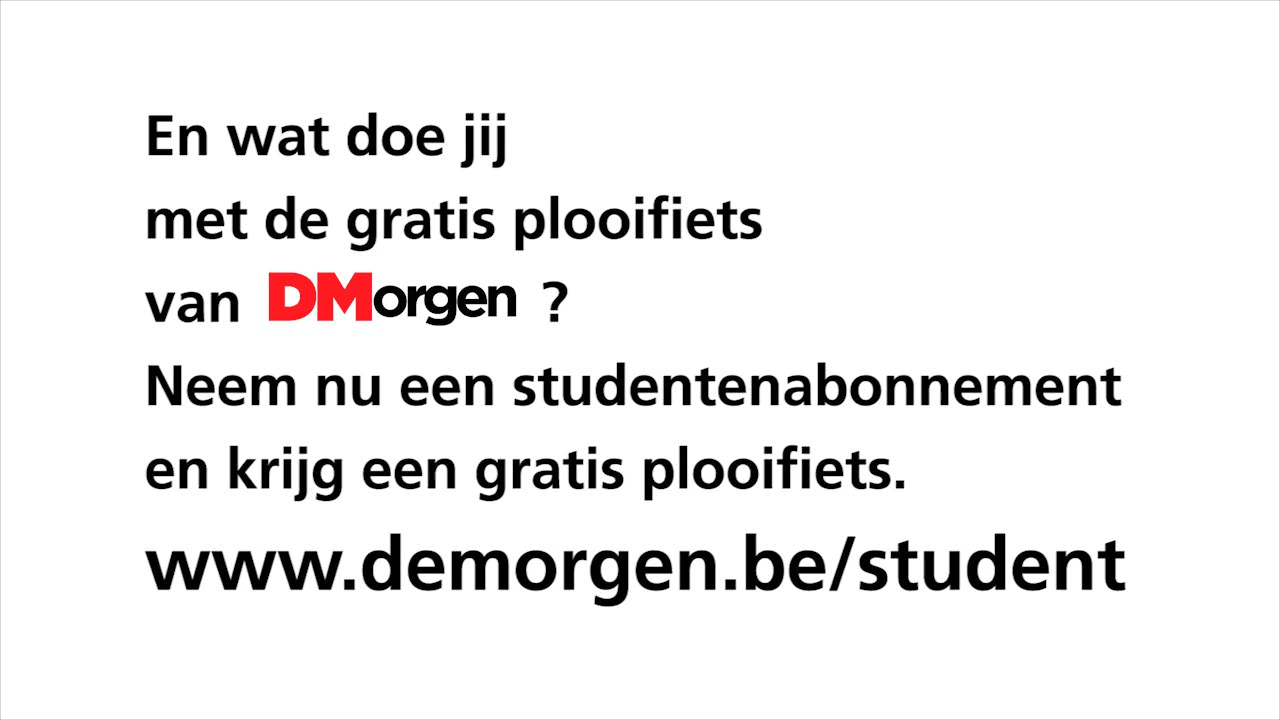 En wat doe jij
met de gratis plooifiets
van DMorgen ?
Neem nu een studentenabonnement
en krijg een gratis plooifiets.
www.demorgen.be/student